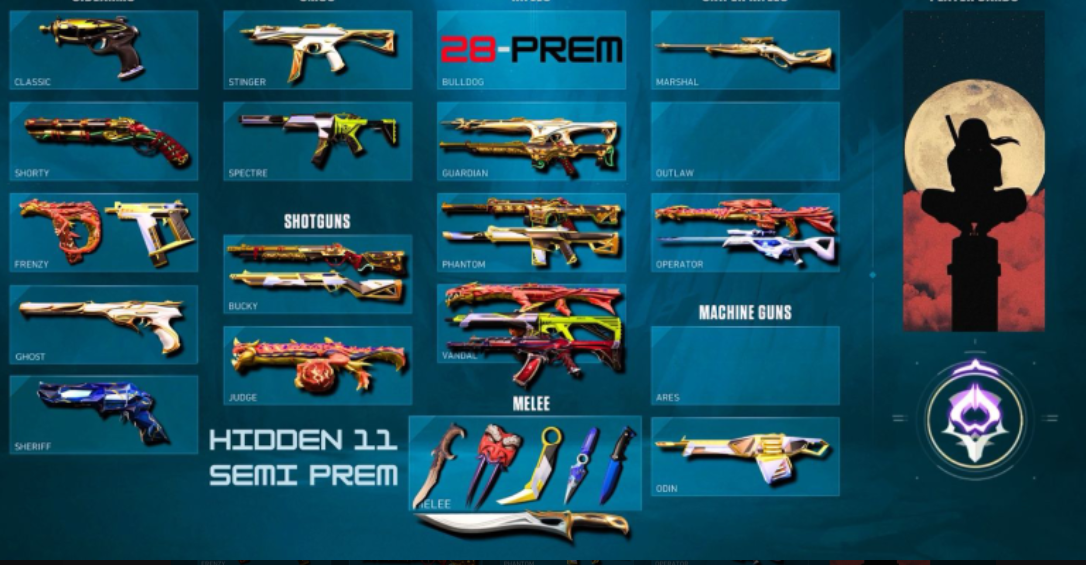 CLASSIC
SHORTY
FRENZY
GHOST
SHERIFF
STINGER
SPECTRE
SHOTGUNS
BUCKY
JUDGE
HIDDEN 11
SEMI PREM
28-PREM
BULLDOG
GUARDIAN
PHANTOM
VANDAL
MELEE
MELEE
MARSHAL
OUTLAW
OPERATOR
MACHINE GUNS
ARES
ODIN